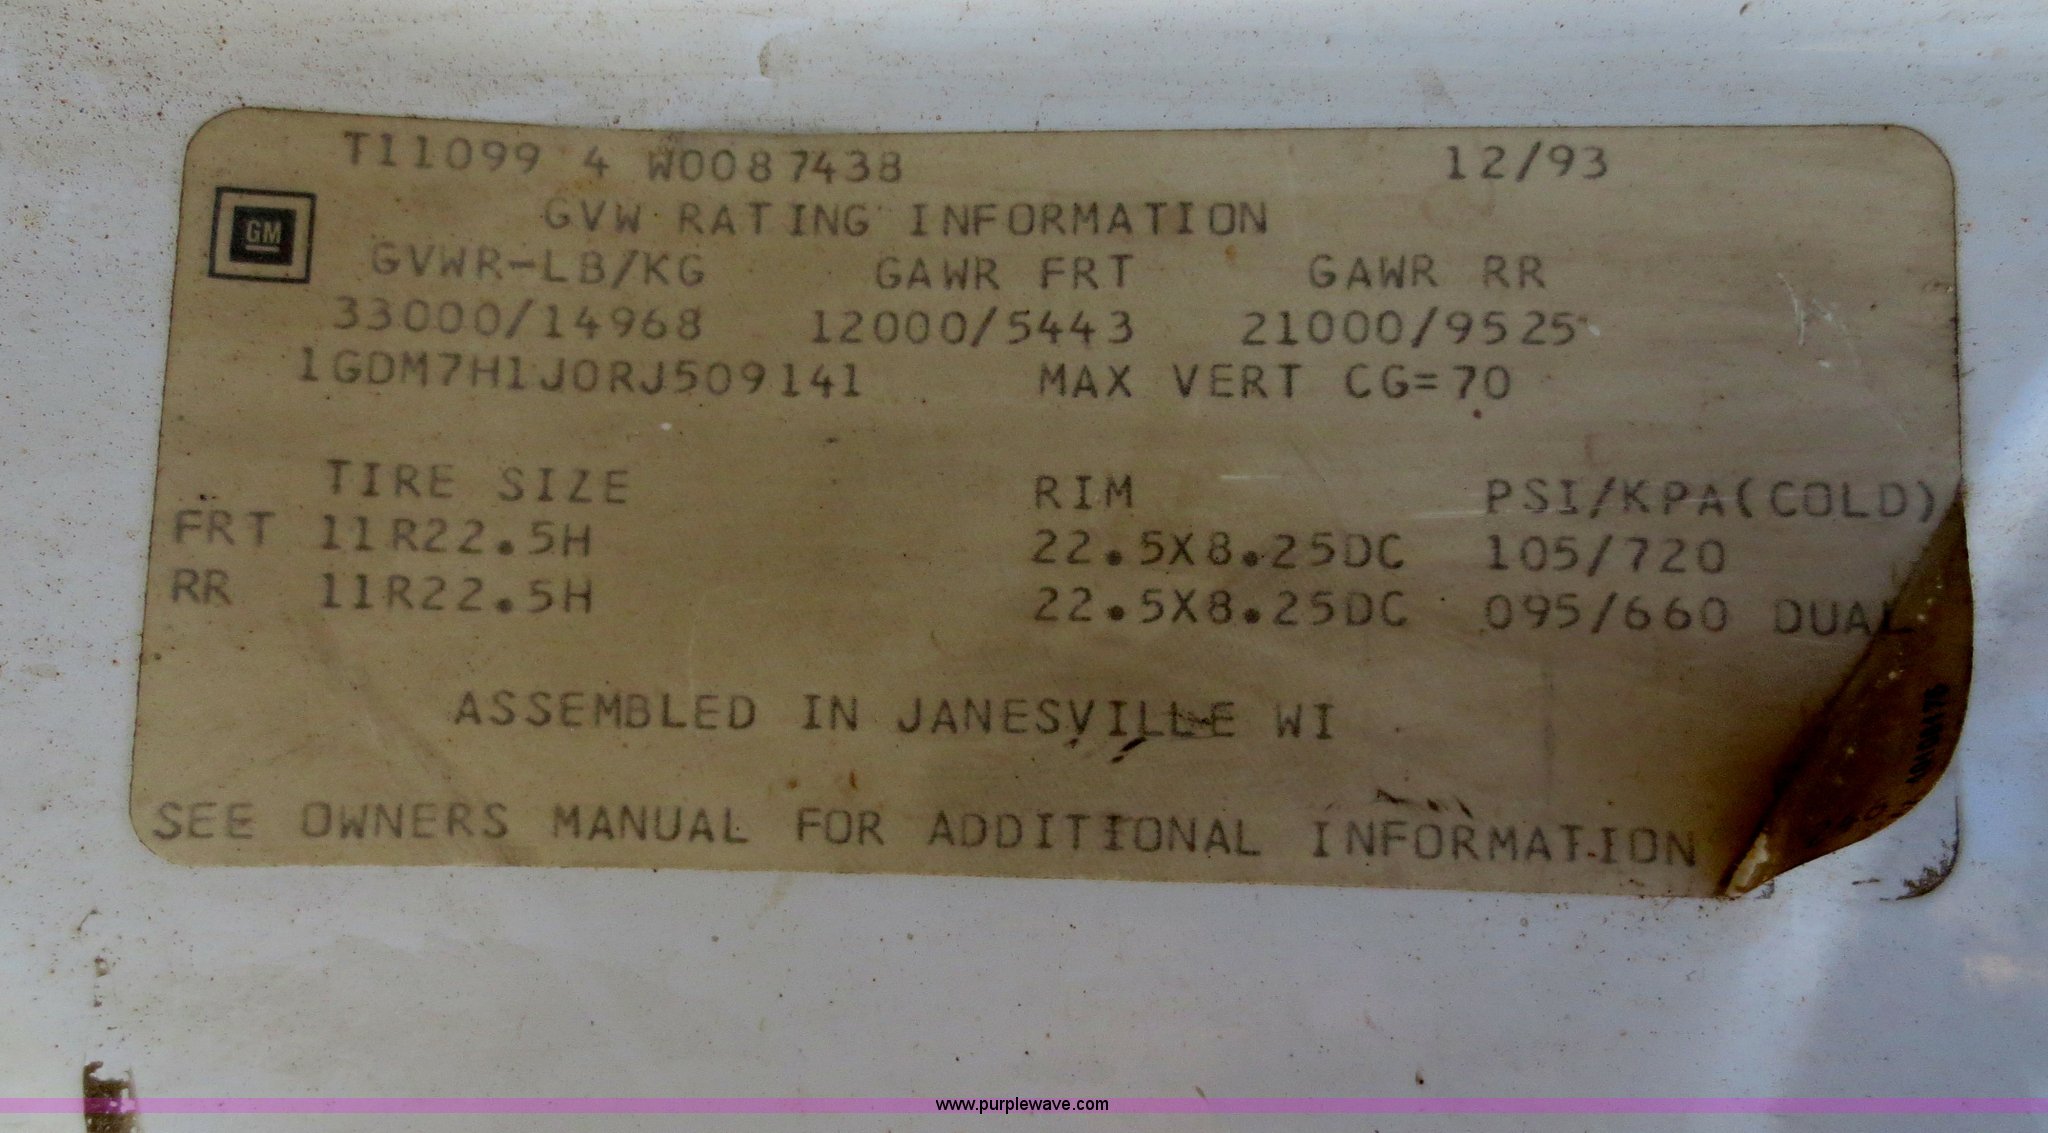 T11099 4 W0087438 12/93
GM
GVW RATING INFORMATION
GVWR-LB/KG GAWR FRT GAWR RR
33000/14968 12000/5443 21000/9525
1GDM7H1J0RJ509141 MAX VERT CG=70
TIRE SIZE RIM PSI/KPA(COLD)
FRT 11R22.5H 22.5X8.25DC 105/720
RR 11R22.5H 22.5X8.25DC 095/660 DUAL
ASSEMBLED IN JANESVILLE WI
SEE OWNERS MANUAL FOR ADDITIONAL INFORMATION
www.purplewave.com